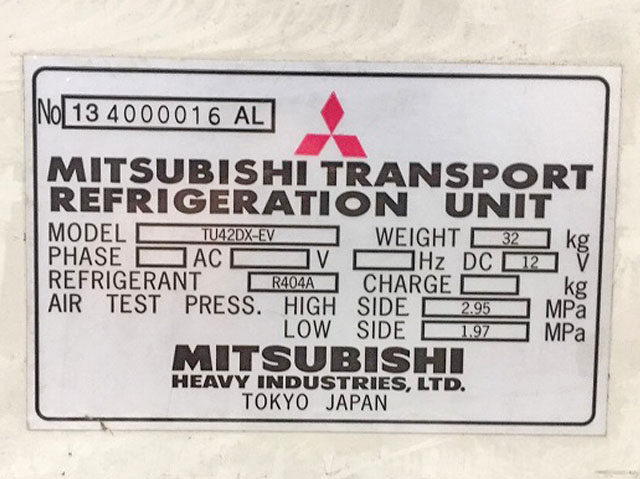 No 13 4000016 AL
MITSUBISHI TRANSPORT
REFRIGERATION UNIT
MODEL TU42DX-EV WEIGHT 32 kg
PHASE AC V Hz DC 12 V
REFRIGERANT R404A CHARGE kg
AIR TEST PRESS. HIGH SIDE 2.95 MPa
LOW SIDE 1.97 MPa
MITSUBISHI
HEAVY INDUSTRIES, LTD.
TOKYO JAPAN